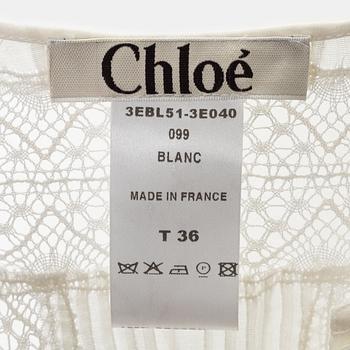 Chloé
3EBL51-3E040
099
BLANC
MADE IN FRANCE
T 36